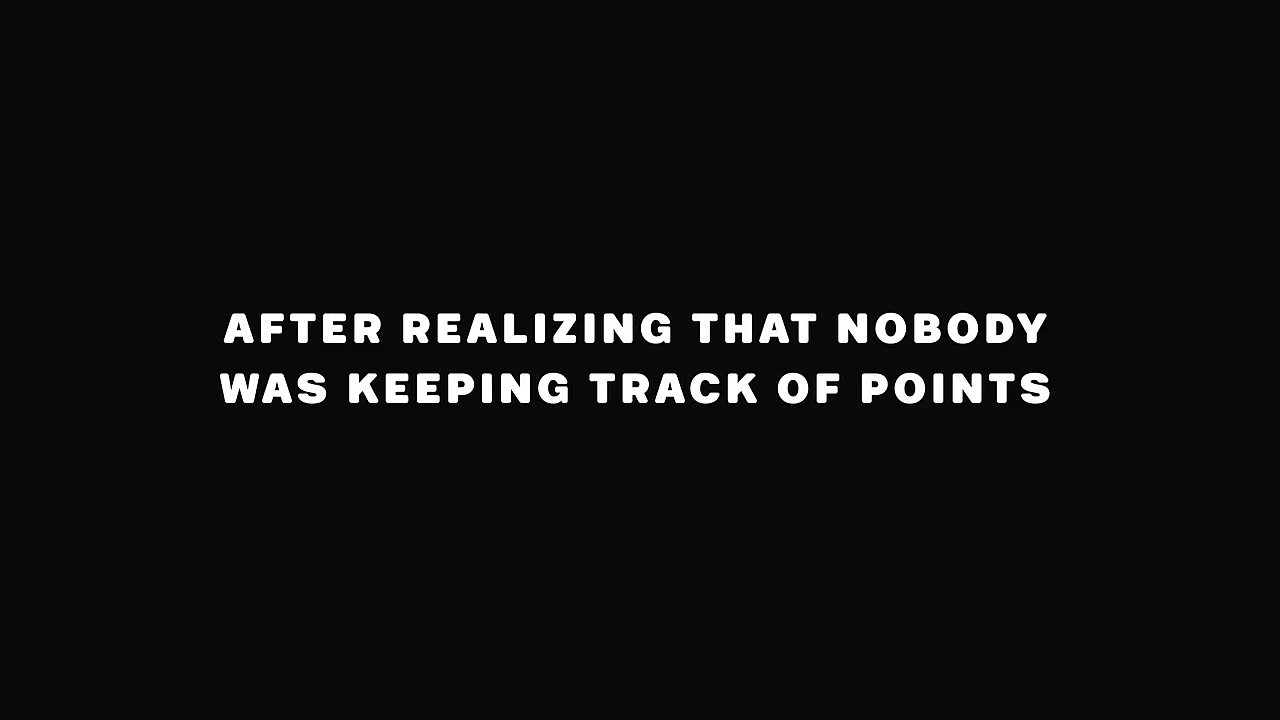 AFTER REALIZING THAT NOBODY
WAS KEEPING TRACK OF POINTS